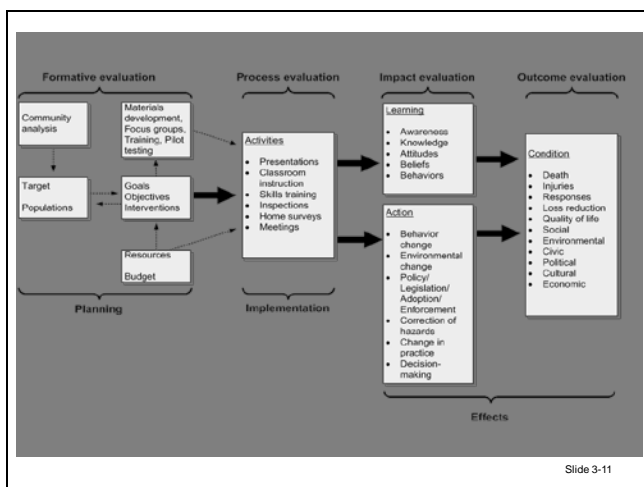 Formative evaluation
Process evaluation
Impact evaluation
Outcome evaluation
Community
analysis
Target
Populations
Materials
development,
Focus groups,
Training, Pilot
testing
Goals
Objectives
Interventions
Resources
Budget
Activities
• Presentations
• Classroom
instruction
• Skills training
• Inspections
• Home surveys
• Meetings
Learning
• Awareness
• Knowledge
• Attitudes
• Beliefs
• Behaviors
Action
• Behavior
change
• Environmental
change
• Policy/
Legislation/
Adoption/
Enforcement
• Correction of
hazards
• Change in
practice
• Decision-
making
Condition
• Death
• Injuries
• Responses
• Loss reduction
• Quality of life
• Social
• Environmental
• Civic
• Political
• Cultural
• Economic
Planning
Implementation
Effects
Slide 3-11